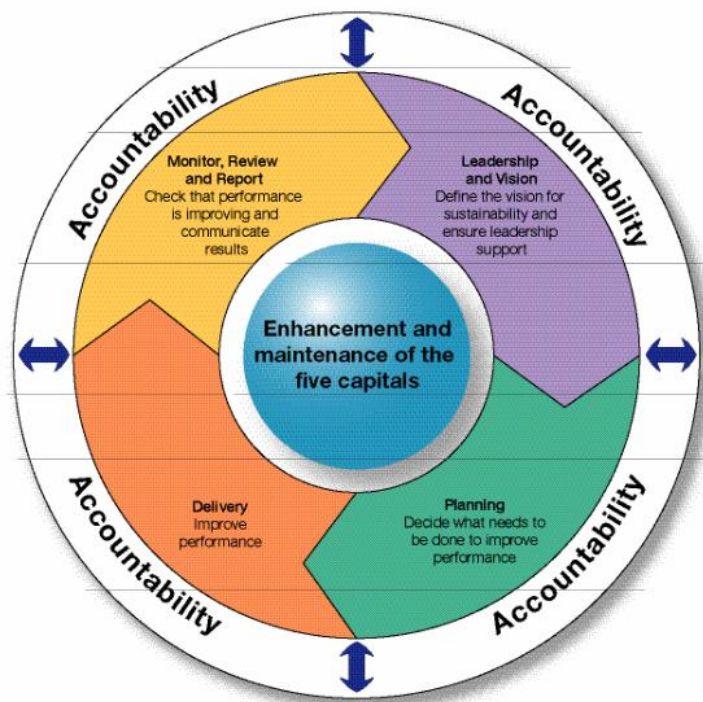 Accountability
Accountability
Monitor, Review
and Report
Check that performance
is improving and
communicate
results
Leadership
and Vision
Define the vision for
sustainability and
ensure leadership
support
Enhancement and
maintenance of the
five capitals
Delivery
Improve
performance
Planning
Decide what needs to
be done to improve
performance
Accountability
Accountability